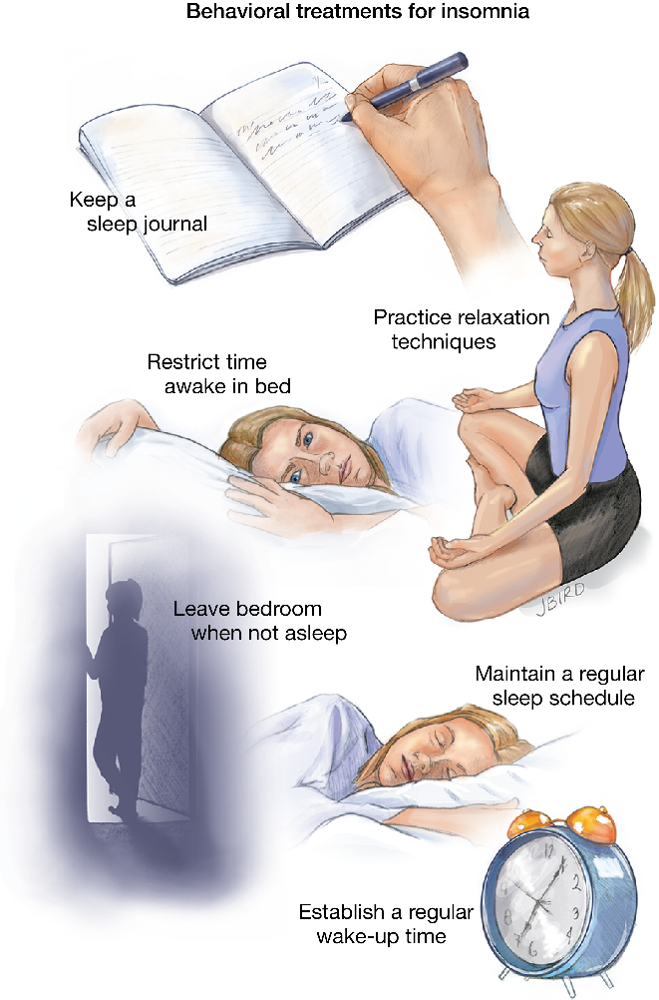 Behavioral treatments for insomnia
Keep a
sleep journal
Practice relaxation
techniques
Restrict time
awake in bed
JBIRD
Leave bedroom
when not asleep
Maintain a regular
sleep schedule
Establish a regular
wake-up time